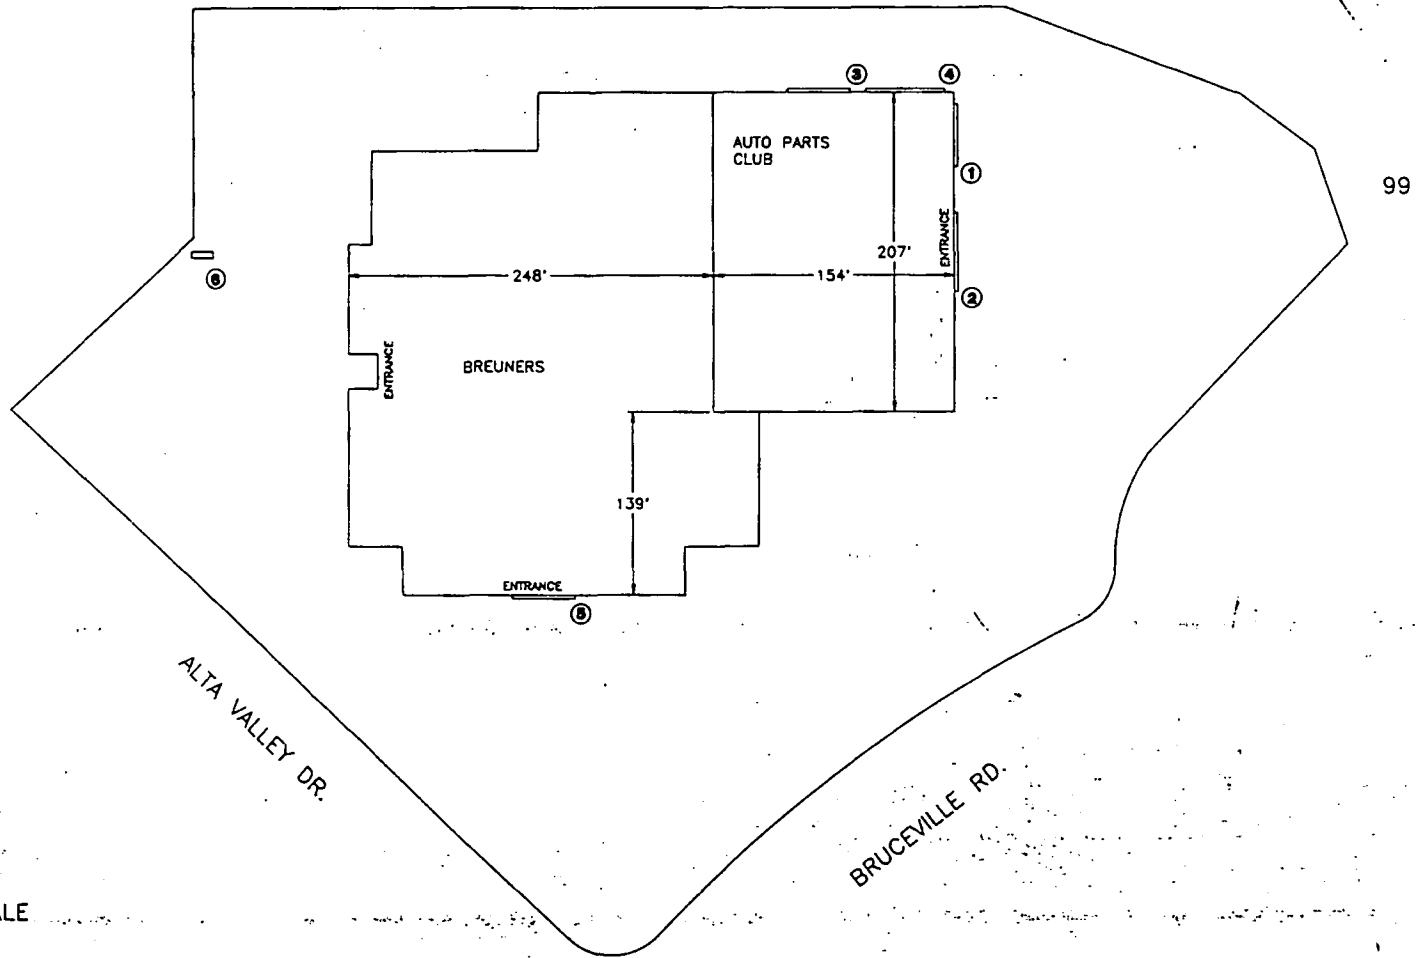 ③
④
AUTO PARTS
CLUB
①
99
ENTRANCE
207'
248'
154'
⑥
②
ENTRANCE
BREUNERS
139'
ENTRANCE
⑤
ALTA VALLEY DR.
BRUCEVILLE RD.